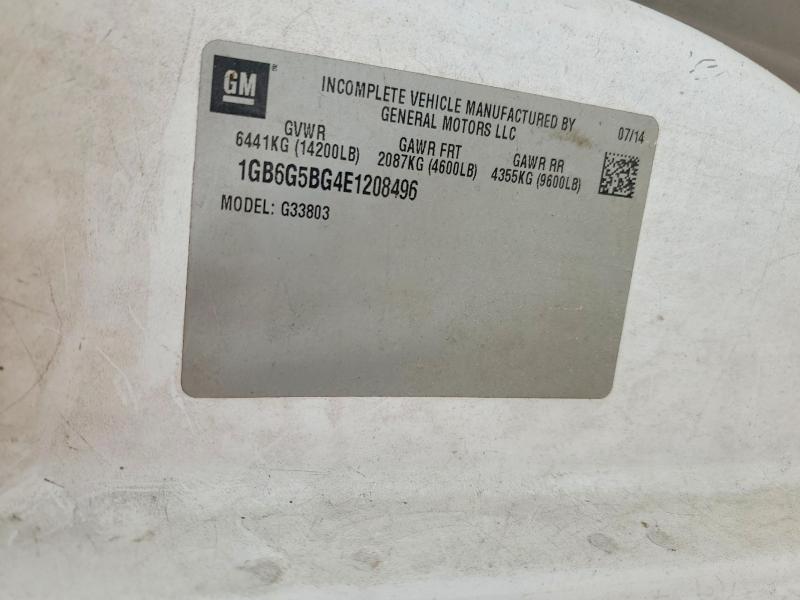 GM
INCOMPLETE VEHICLE MANUFACTURED BY
GENERAL MOTORS LLC
07/14
GVWR GAWR FRT GAWR RR
6441KG (14200LB) 2087KG (4600LB) 4355KG (9600LB)
1GB6G5BG4E1208496
MODEL: G33803